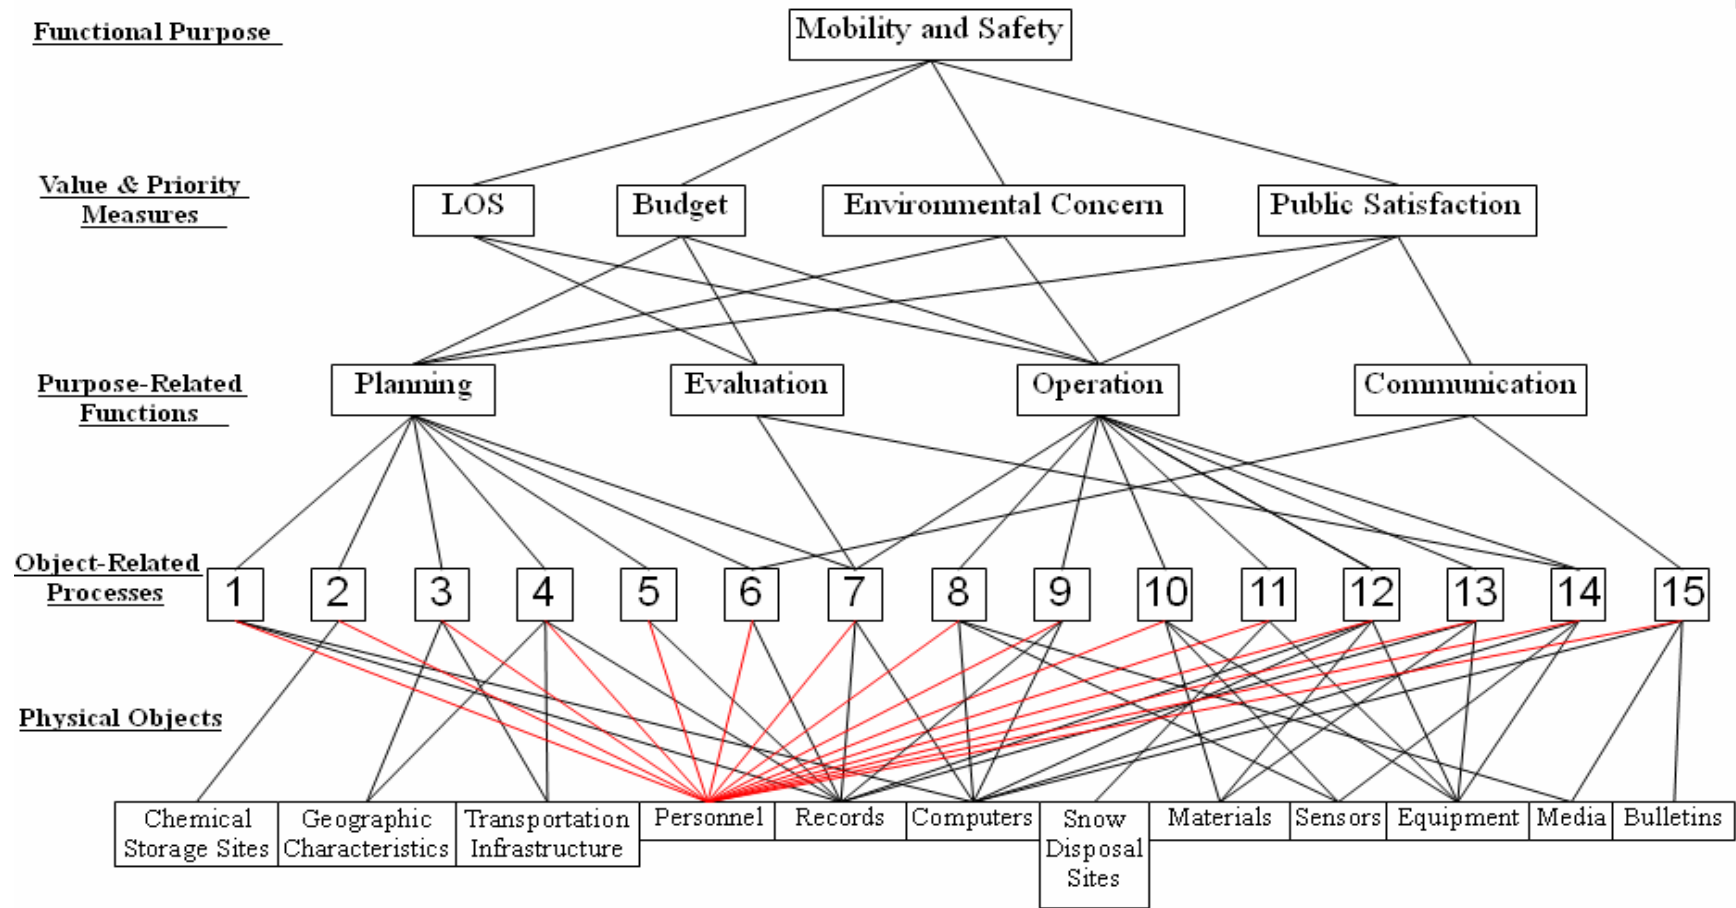 Functional Purpose
Mobility and Safety
Value & Priority
Measures
LOS
Budget
Environmental Concern
Public Satisfaction
Purpose-Related
Functions
Planning
Evaluation
Operation
Communication
Object-Related
Processes
1
2
3
4
5
6
7
8
9
10
11
12
13
14
15
Physical Objects
Chemical
Storage Sites
Geographic
Characteristics
Transportation
Infrastructure
Personnel
Records
Computers
Snow
Disposal
Sites
Materials
Sensors
Equipment
Media
Bulletins